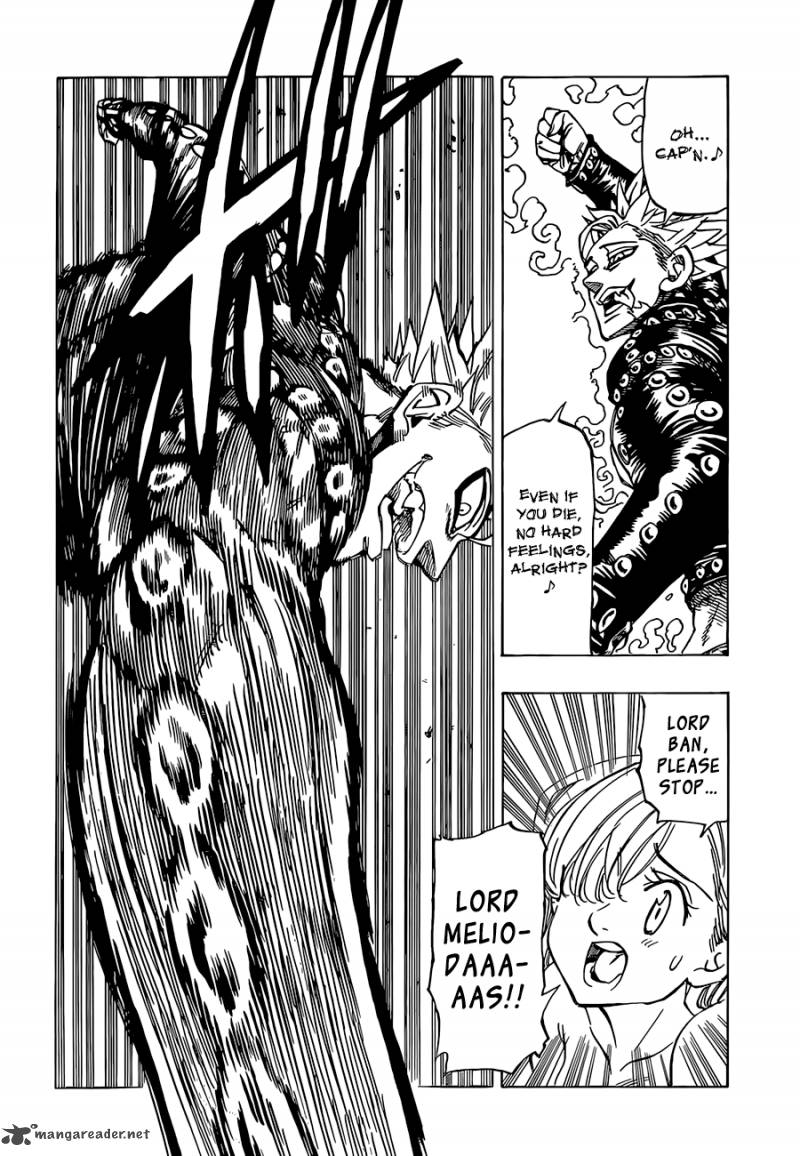 OH...
CAP'N.♪
EVEN IF
YOU DIE,
NO HARD
FEELINGS,
ALRIGHT?
♪
LORD
BAN,
PLEASE
STOP...
LORD
MELIO-
DAAA-
AAS!!
mangareader.net